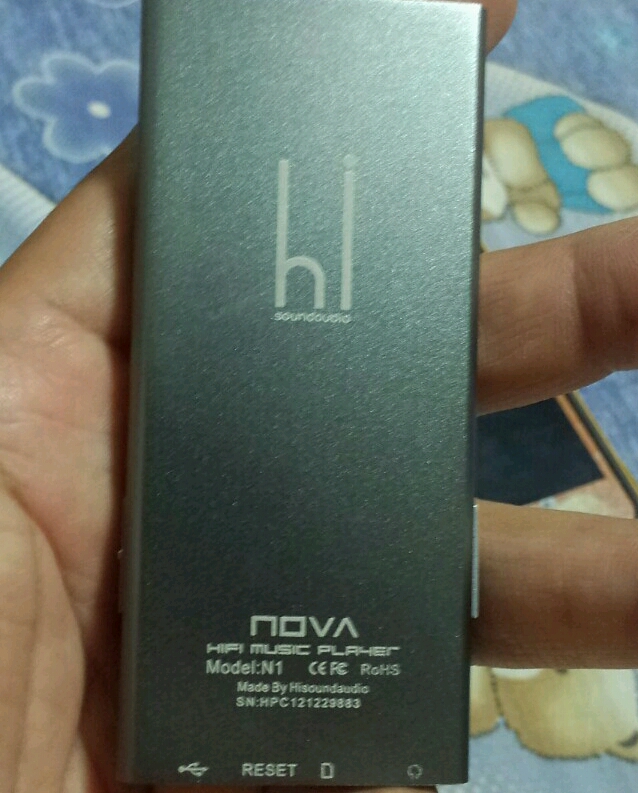 hi
soundaudio
NOVA
HIFI MUSIC PLAYER
Model:N1 CE FC RoHS
Made By Hisoundaudio
SN:HPC121229883
RESET